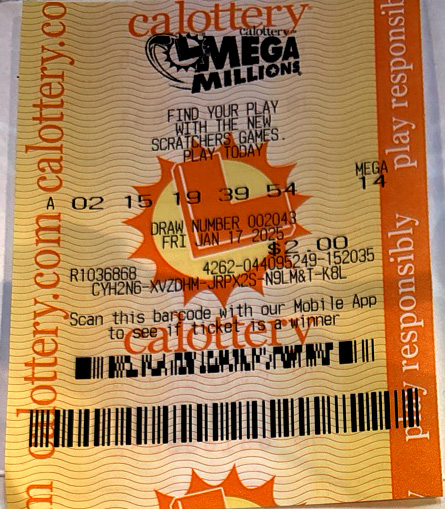 calottery
calottery
MEGA
MILLIONS
FIND YOUR PLAY
WITH THE NEW
SCRATCHERS GAMES.
PLAY TODAY
MEGA
A 02 15 19 39 54 14
DRAW NUMBER 002043
FRI JAN 17 2025
$2.00
4262-044095249-152035
R1036868
CYH2N6-XVZDHM-JRPX2S-N9LM&T-K8L
Scan this barcode with our Mobile App
to see if ticket is a winner
calottery
m calottery.com calottery.co
play responsibly play responsib